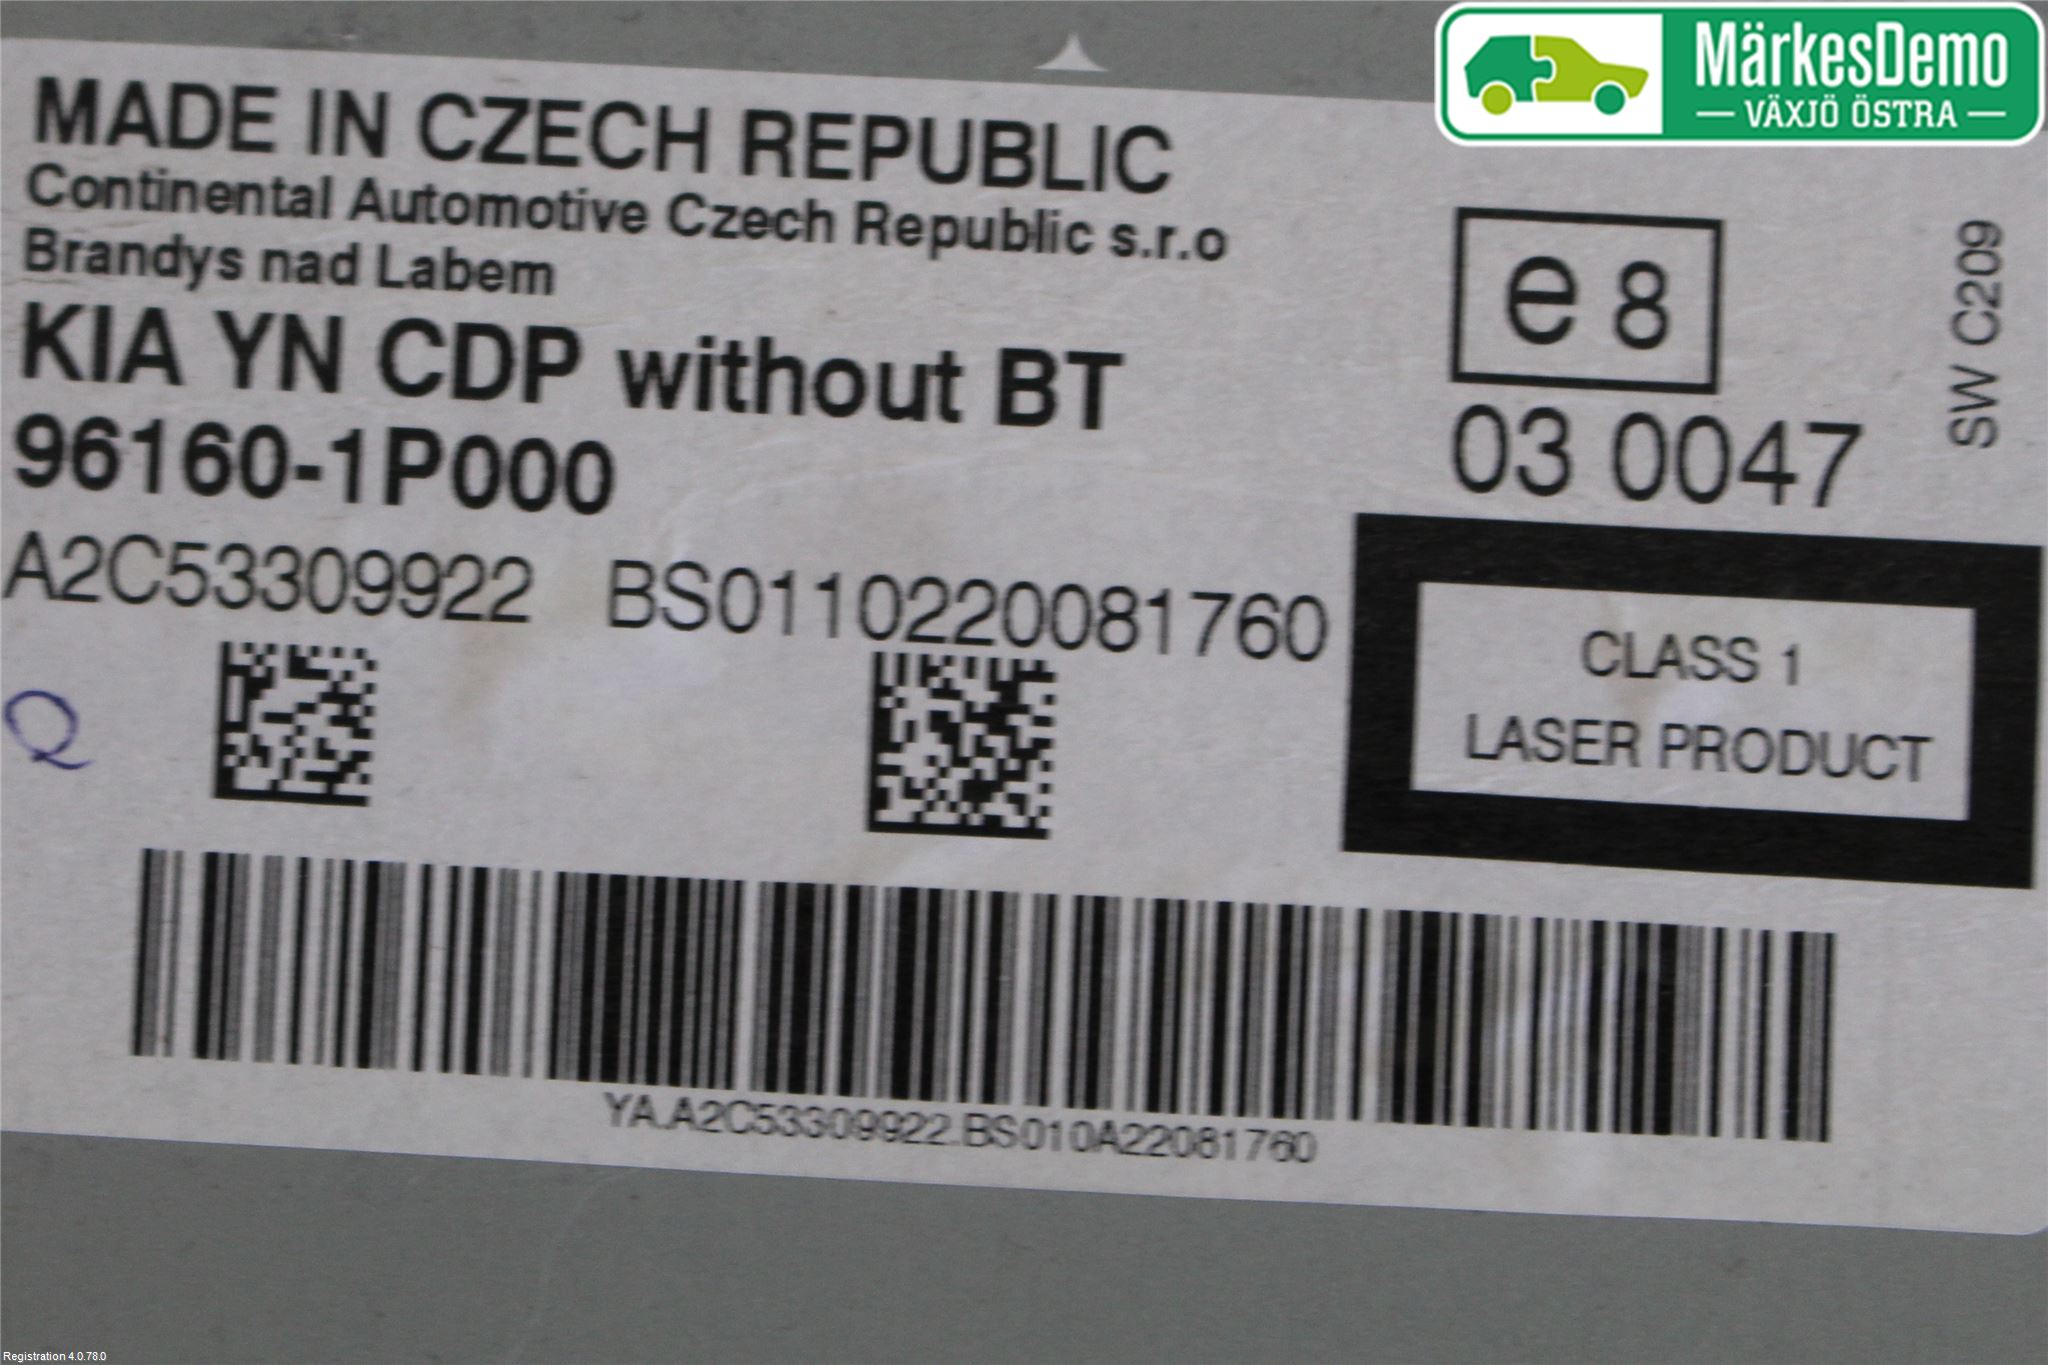 MärkesDemo
VÄXJÖ ÖSTRA
MADE IN CZECH REPUBLIC
Continental Automotive Czech Republic s.r.o
Brandys nad Labem
KIA YN CDP without BT
96160-1P000
A2C53309922 BS0110220081760
e 8
03 0047
SW C209
CLASS 1
LASER PRODUCT
Q
YA.A2C53309922.BS010A22081760
Registration 4.0.78.0